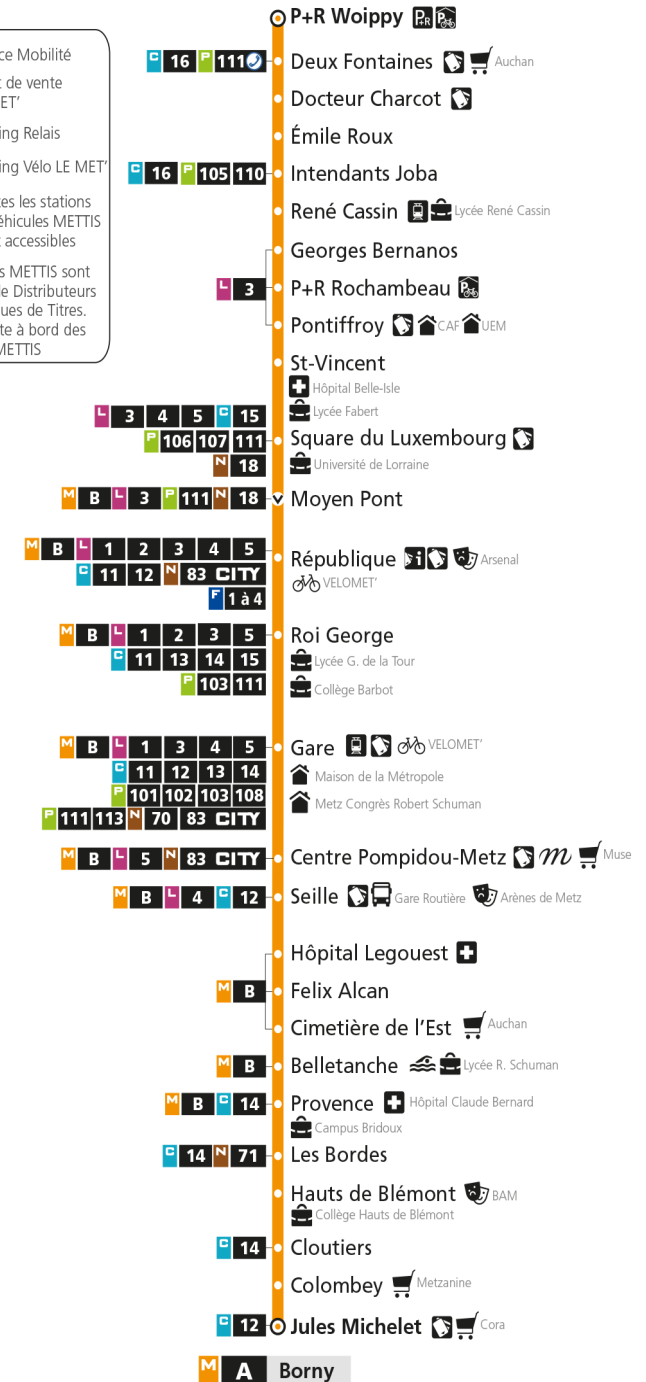 P+R Woippy P+R P
ce Mobilité
C 16 P 111 Deux Fontaines Auchan
t de vente
ET'
Docteur Charcot
ing Relais
Émile Roux
ing Vélo LE MET'
C 16 P 105 110 Intendants Joba
tes les stations
éhicules METTIS
t accessibles
René Cassin Lycée René Cassin
Georges Bernanos
s METTIS sont
de Distributeurs
ques de Titres.
te à bord des
METTIS
L 3 P+R Rochambeau P
Pontiffroy CAF UEM
St-Vincent
Hôpital Belle-Isle
Lycée Fabert
L 3 4 5 C 15
P 106 107 111 Square du Luxembourg
N 18 Université de Lorraine
M B L 3 P 111 N 18 Moyen Pont
M B L 1 2 3 4 5
République i Arsenal
C 11 12 N 83 CITY
VELOMET'
F 1 à 4
M B L 1 2 3 5 Roi George
C 11 13 14 15 Lycée G. de la Tour
P 103 111 Collège Barbot
M B L 1 3 4 5 Gare VELOMET'
C 11 12 13 14 Maison de la Métropole
P 101 102 103 108 Metz Congrès Robert Schuman
P 111 113 N 70 83 CITY
M B L 5 N 83 CITY Centre Pompidou-Metz m Muse
M B L 4 C 12 Seille Gare Routière Arènes de Metz
Hôpital Legouest
M B Felix Alcan
Cimetière de l'Est Auchan
M B Belletanche Lycée R. Schuman
M B C 14 Provence Hôpital Claude Bernard
Campus Bridoux
C 14 N 71 Les Bordes
Hauts de Blémont BAM
Collège Hauts de Blémont
C 14 Cloutiers
Colombey Metzanine
C 12 Jules Michelet Cora
M A Borny